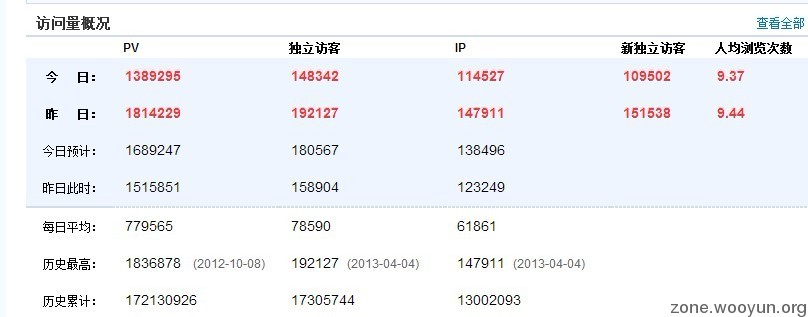 访问量概况 查看全部
PV 独立访客 IP 新独立访客 人均浏览次数
今 日： 1389295 148342 114527 109502 9.37
昨 日： 1814229 192127 147911 151538 9.44
今日预计： 1689247 180567 138496
昨日此时： 1515851 158904 123249
每日平均： 779565 78590 61861
历史最高： 1836878 (2012-10-08) 192127 (2013-04-04) 147911 (2013-04-04)
历史累计： 172130926 17305744 13002093
zone.wooyun.org